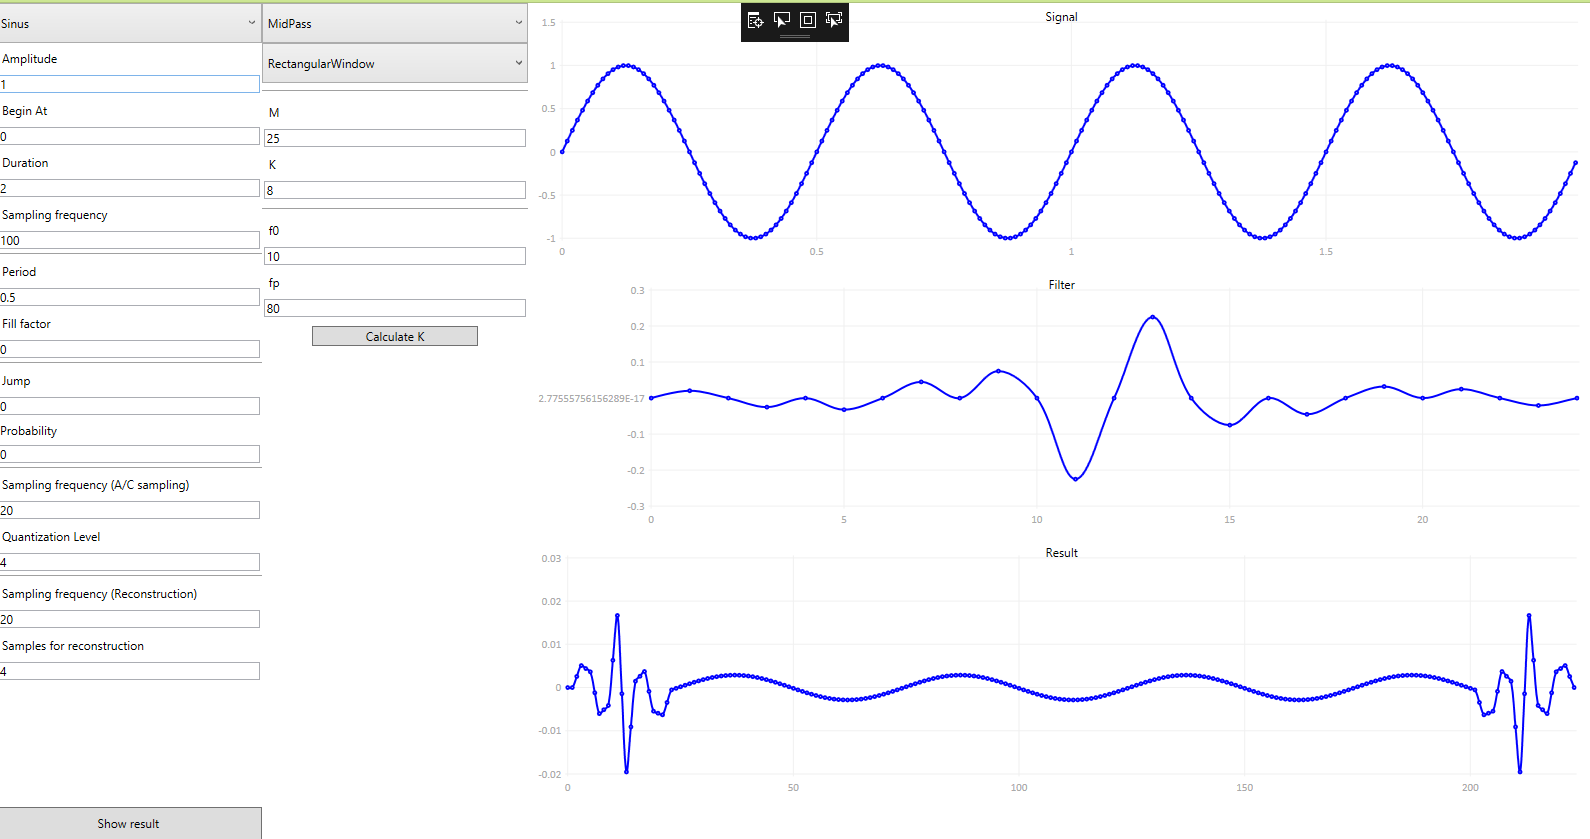 Sinus
Amplitude
1
Begin At
0
Duration
2
Sampling frequency
100
Period
0.5
Fill factor
0
Jump
0
Probability
0
Sampling frequency (A/C sampling)
20
Quantization Level
4
Sampling frequency (Reconstruction)
20
Samples for reconstruction
4
Show result
MidPass
RectangularWindow
M
25
K
8
f0
10
fp
80
Calculate K
Signal
1.5
1
0.5
0
-0.5
-1
0 0.5 1 1.5
Filter
0.3
0.2
0.1
2.77555756156289E-17
-0.1
-0.2
-0.3
0 5 10 15 20
Result
0.03
0.02
0.01
0
-0.01
-0.02
0 50 100 150 200